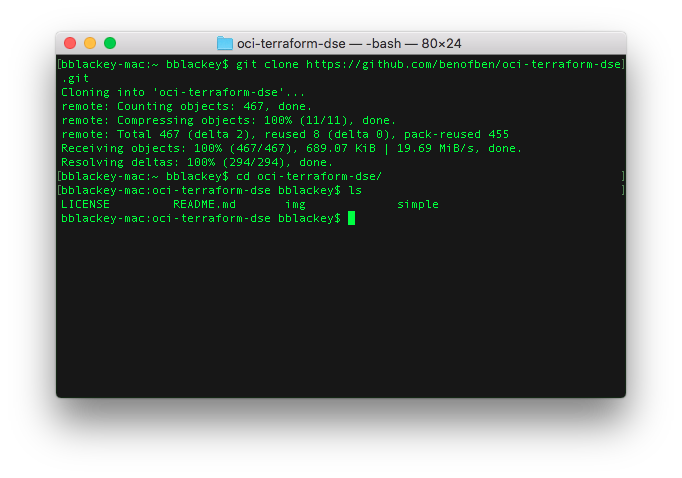 oci-terraform-dse — -bash — 80×24
[bblackey-mac:~ bblackey$ git clone https://github.com/benofben/oci-terraform-dse]
.git
Cloning into 'oci-terraform-dse'...
remote: Counting objects: 467, done.
remote: Compressing objects: 100% (11/11), done.
remote: Total 467 (delta 2), reused 8 (delta 0), pack-reused 455
Receiving objects: 100% (467/467), 689.07 KiB | 19.69 MiB/s, done.
Resolving deltas: 100% (294/294), done.
[bblackey-mac:~ bblackey$ cd oci-terraform-dse/ ]
[bblackey-mac:oci-terraform-dse bblackey$ ls ]
LICENSE README.md img simple
bblackey-mac:oci-terraform-dse bblackey$